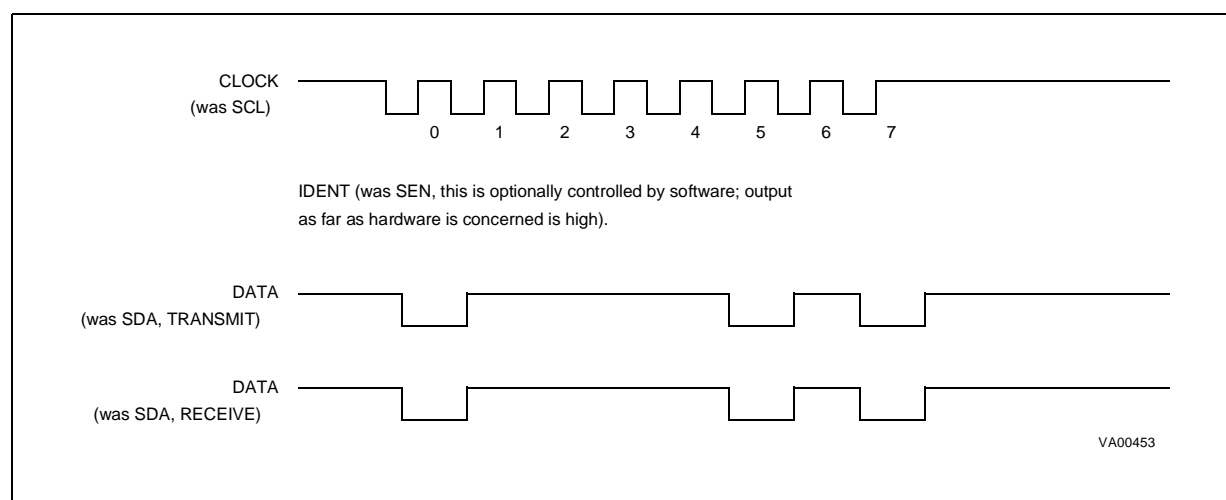 CLOCK
(was SCL)
0 1 2 3 4 5 6 7
IDENT (was SEN, this is optionally controlled by software; output
as far as hardware is concerned is high).
DATA
(was SDA, TRANSMIT)
DATA
(was SDA, RECEIVE)
VA00453